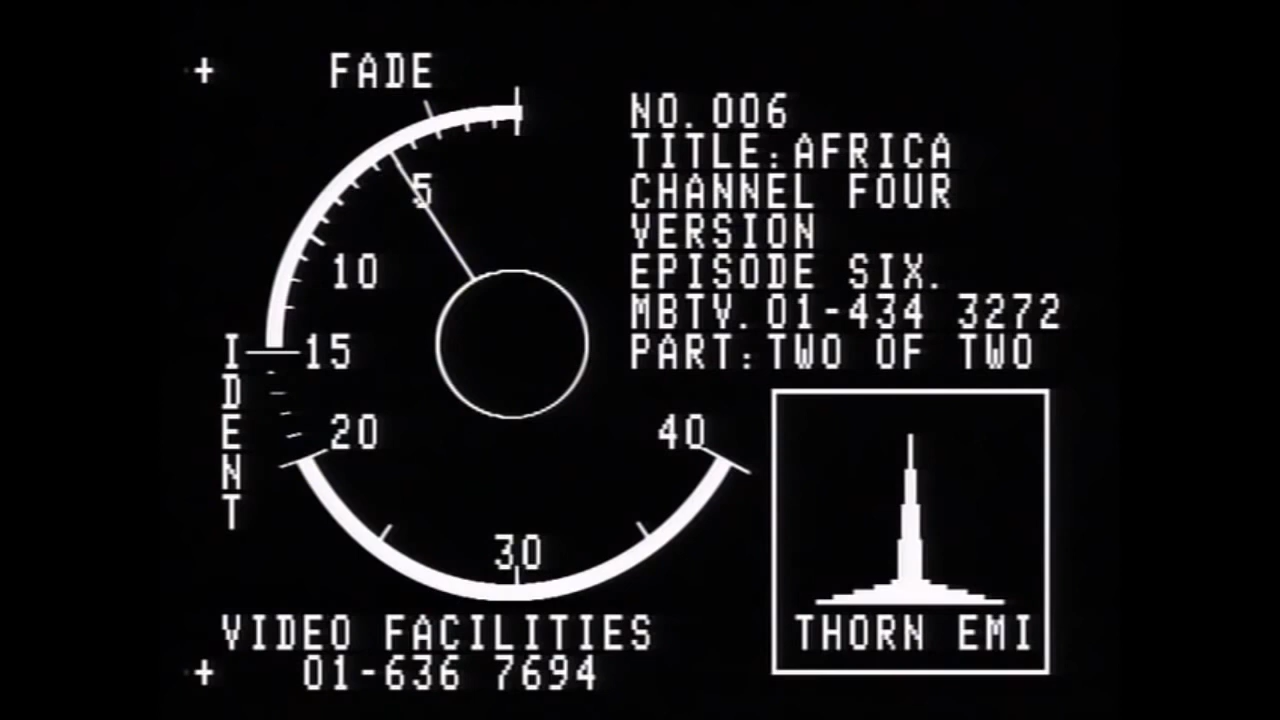 + FADE
NO.006
TITLE:AFRICA
CHANNEL FOUR
VERSION
EPISODE SIX.
MBTV.01-434 3272
PART:TWO OF TWO
5
10
15
20
30
40
IDENT
THORN EMI
VIDEO FACILITIES
+ 01-636 7694